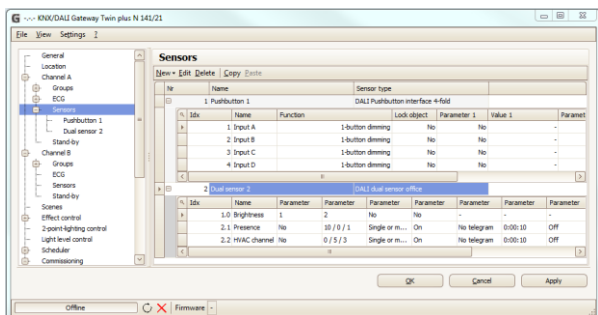 -.- KNX/DALI Gateway Twin plus N 141/21
File View Settings ?
General
Location
Channel A
Groups
ECG
Sensors
Pushbutton 1
Dual sensor 2
Stand-by
Channel B
Groups
ECG
Sensors
Stand-by
Scenes
Effect control
2-point-lighting control
Light level control
Scheduler
Commissioning
Sensors
New Edit Delete Copy Paste
Nr Name Sensor type
1 Pushbutton 1 DALI Pushbutton interface 4-fold
Idx Name Function Lock object Parameter 1 Value 1 Paramet
1 Input A 1-button dimming No No -
2 Input B 1-button dimming No No -
3 Input C 1-button dimming No No -
4 Input D 1-button dimming No No -
2 Dual sensor 2 DALI dual sensor office
Idx Name Parameter Parameter Parameter Parameter Parameter Parameter Parameter
1.0 Brightness 1 2 No No - - -
2.1 Presence No 10 / 0 / 1 Single or m... On No telegram 0:00:10 Off
2.2 HVAC channel No 0 / 5 / 3 Single or m... On No telegram 0:00:10 Off
OK Cancel Apply
Offline Firmware -